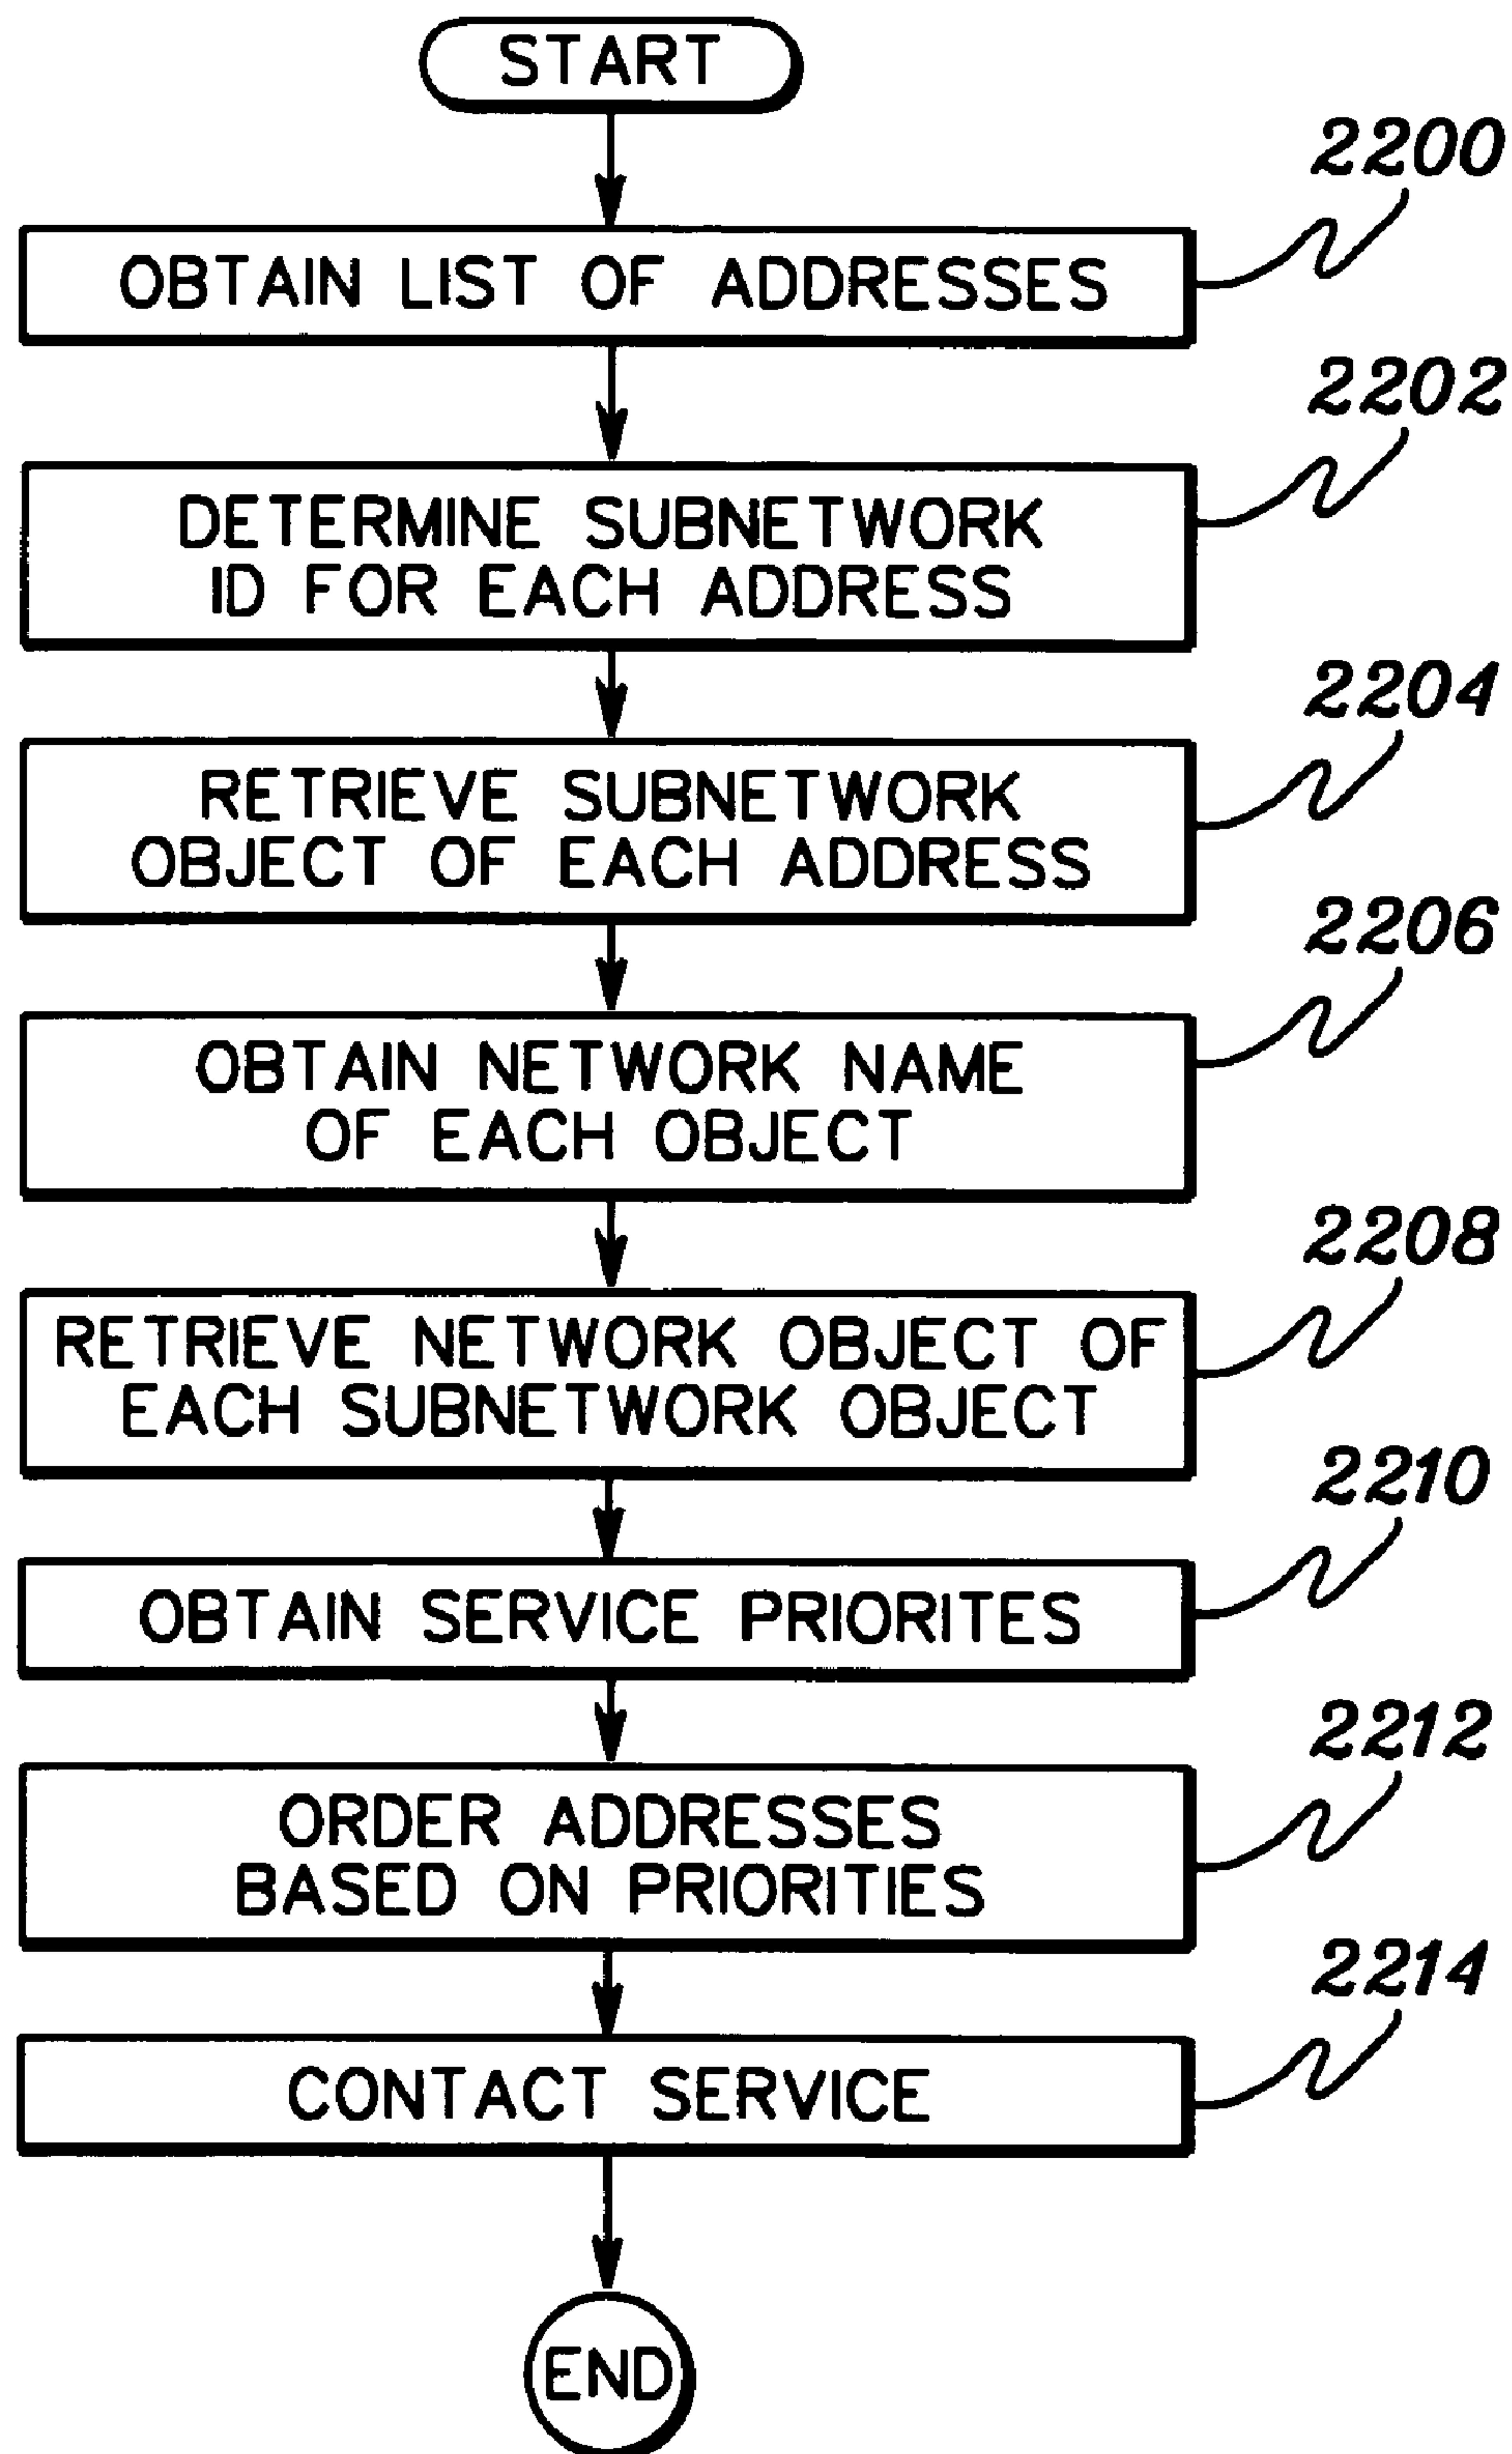 START
2200
OBTAIN LIST OF ADDRESSES
2202
DETERMINE SUBNETWORK
ID FOR EACH ADDRESS
2204
RETRIEVE SUBNETWORK
OBJECT OF EACH ADDRESS
2206
OBTAIN NETWORK NAME
OF EACH OBJECT
2208
RETRIEVE NETWORK OBJECT OF
EACH SUBNETWORK OBJECT
2210
OBTAIN SERVICE PRIORITES
2212
ORDER ADDRESSES
BASED ON PRIORITIES
2214
CONTACT SERVICE
END